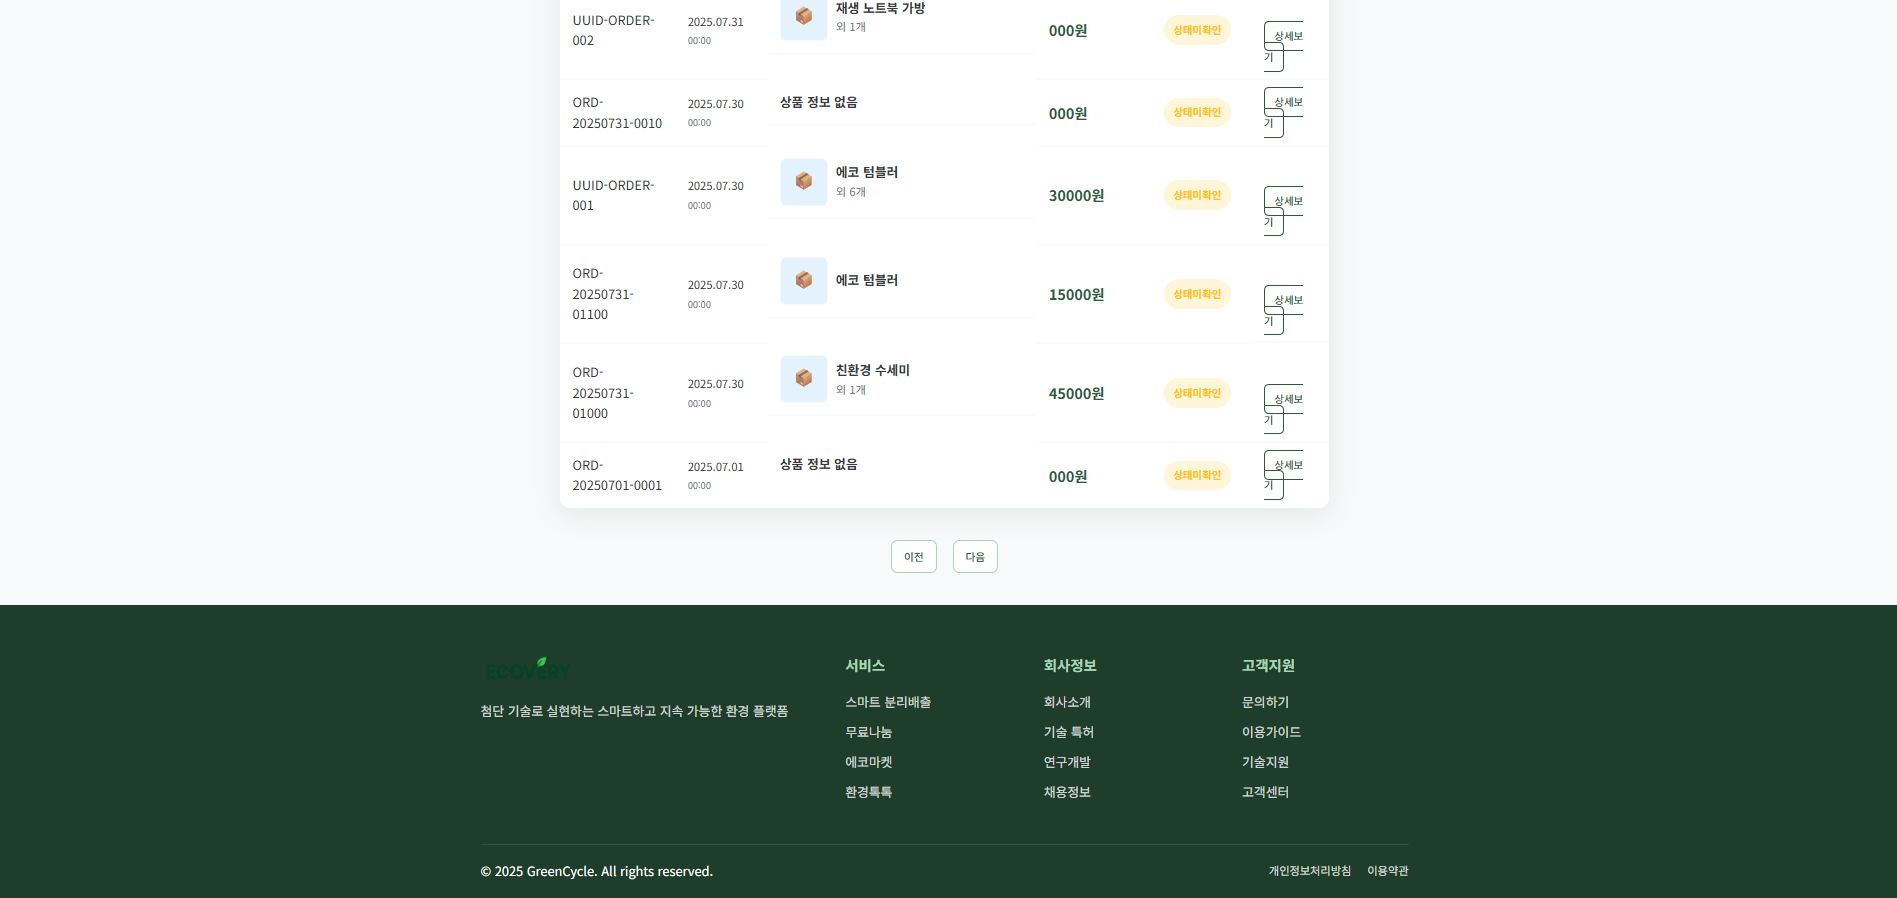 UUID-ORDER-
002
2025.07.31
00:00
재생 노트북 가방
외 1개
000원
상태미확인
상세보
기
ORD-
20250731-0010
2025.07.30
00:00
상품 정보 없음
000원
상태미확인
상세보
기
UUID-ORDER-
001
2025.07.30
00:00
에코 텀블러
외 6개
30000원
상태미확인
상세보
기
ORD-
20250731-
01100
2025.07.30
00:00
에코 텀블러
15000원
상태미확인
상세보
기
ORD-
20250731-
01000
2025.07.30
00:00
친환경 수세미
외 1개
45000원
상태미확인
상세보
기
ORD-
20250701-0001
2025.07.01
00:00
상품 정보 없음
000원
상태미확인
상세보
기
이전
다음
ECOVERY
첨단 기술로 실현하는 스마트하고 지속 가능한 환경 플랫폼
서비스
스마트 분리배출
무료나눔
에코마켓
환경톡톡
회사정보
회사소개
기술 특허
연구개발
채용정보
고객지원
문의하기
이용가이드
기술지원
고객센터
© 2025 GreenCycle. All rights reserved.
개인정보처리방침
이용약관